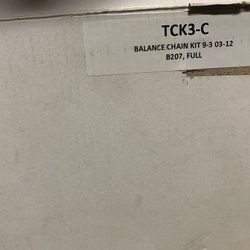 TCK3-C
BALANCE CHAIN KIT 9-3 03-12
B207, FULL